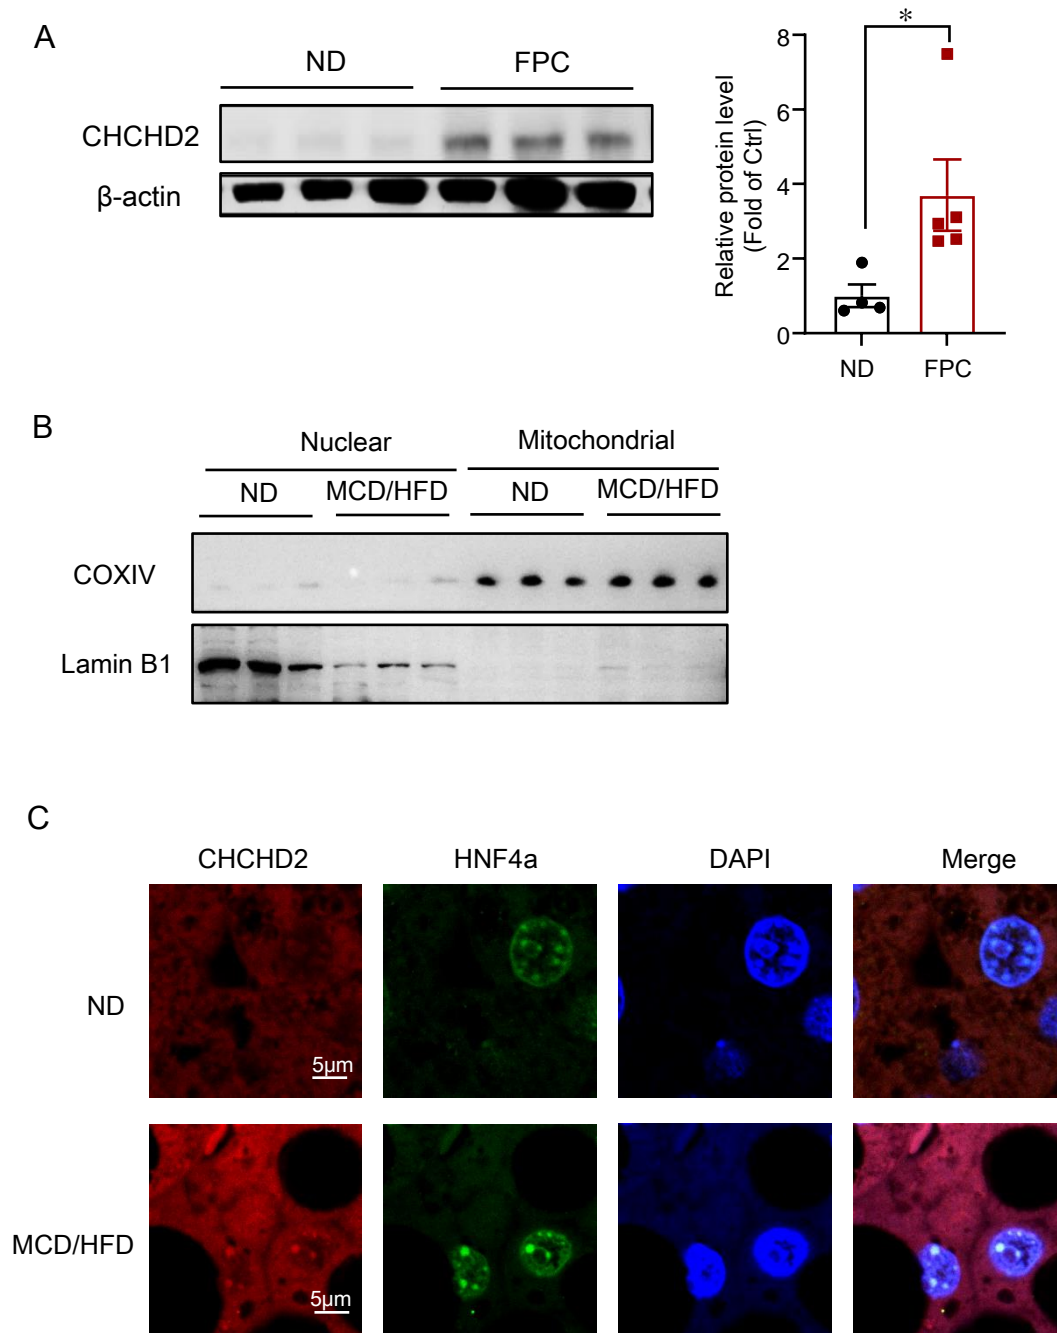 A
ND FPC
CHCHD2
β-actin
Relative protein level
(Fold of Ctrl)
8
6
4
2
0
*
ND FPC
B
Nuclear Mitochondrial
ND MCD/HFD ND MCD/HFD
COXIV
Lamin B1
C
CHCHD2 HNF4a DAPI Merge
ND
5μm
MCD/HFD
5μm